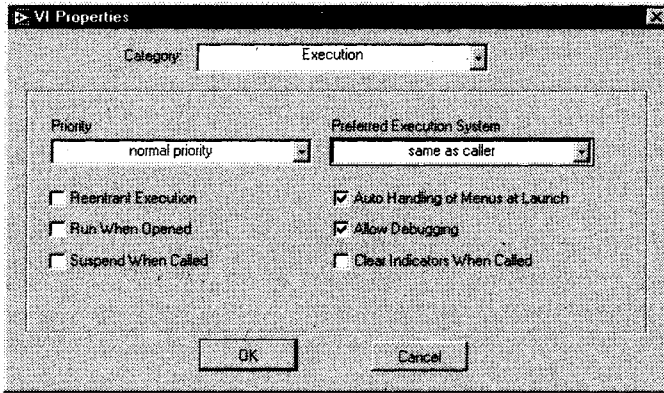 VI Properties
Category: Execution
Priority
Preferred Execution System
normal priority
same as caller
Reentrant Execution
Auto Handling of Menus at Launch
Run When Opened
Allow Debugging
Suspend When Called
Clear Indicators When Called
OK
Cancel